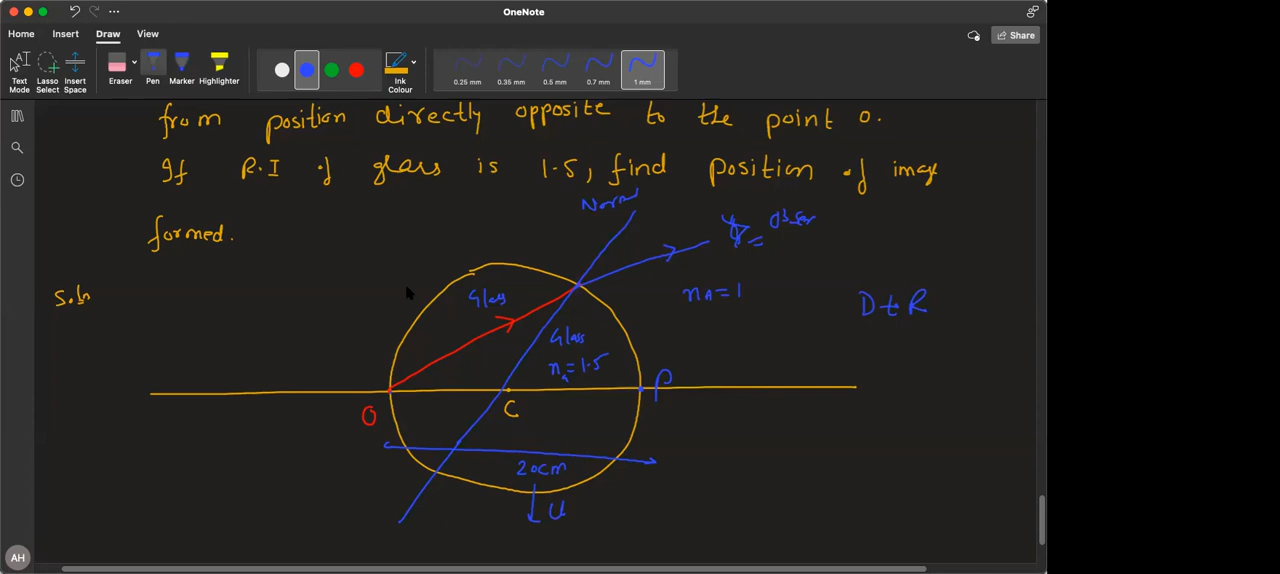 OneNote
Home Insert Draw View
Share
Text Mode
Lasso Select
Insert Space
Eraser
Pen
Marker
Highlighter
Ink Colour
0.25 mm 0.35 mm 0.5 mm 0.7 mm 1 mm
from position directly opposite to the point O.
If R.I of glass is 1.5, find position of image
formed.
Normal
Obser
Soln
Glass
nA = 1
D to R
Glass
ng = 1.5
P
O
C
20cm
u
AH